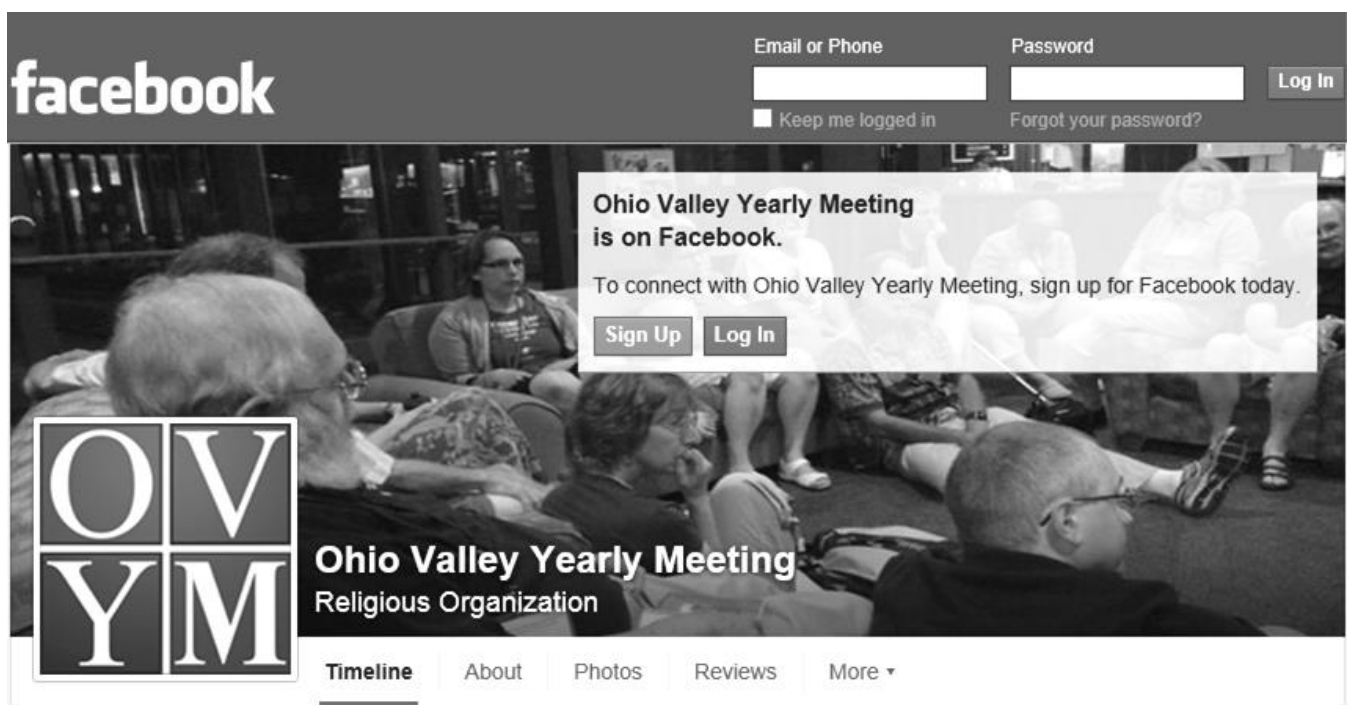 facebook
Email or Phone
Password
Log In
Keep me logged in
Forgot your password?
Ohio Valley Yearly Meeting
is on Facebook.
To connect with Ohio Valley Yearly Meeting, sign up for Facebook today.
Sign Up
Log In
O V
Y M
Ohio Valley Yearly Meeting
Religious Organization
Timeline
About
Photos
Reviews
More